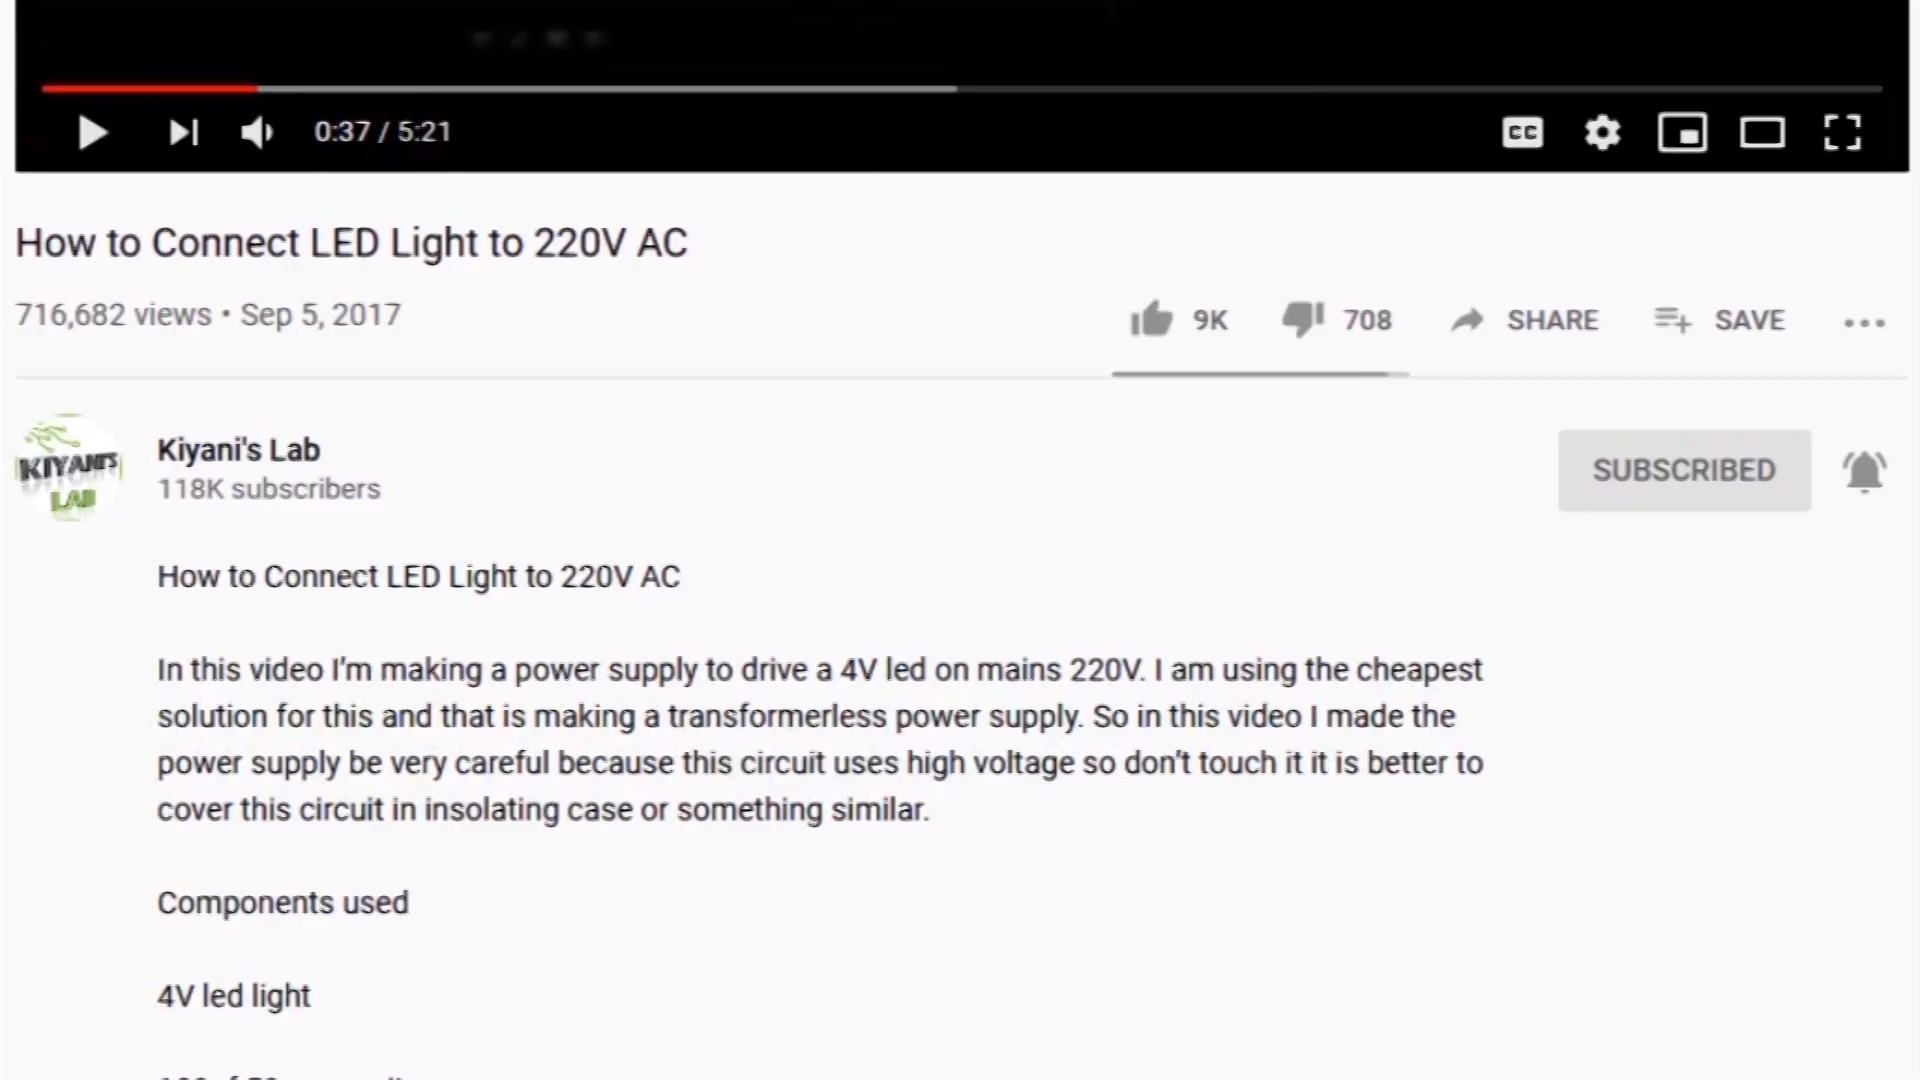 0:37 / 5:21
CC
How to Connect LED Light to 220V AC
716,682 views • Sep 5, 2017
9K 708 SHARE SAVE
KIYANI'S LAB
Kiyani's Lab
118K subscribers
SUBSCRIBED
How to Connect LED Light to 220V AC
In this video I'm making a power supply to drive a 4V led on mains 220V. I am using the cheapest
solution for this and that is making a transformerless power supply. So in this video I made the
power supply be very careful because this circuit uses high voltage so don't touch it it is better to
cover this circuit in insolating case or something similar.
Components used
4V led light